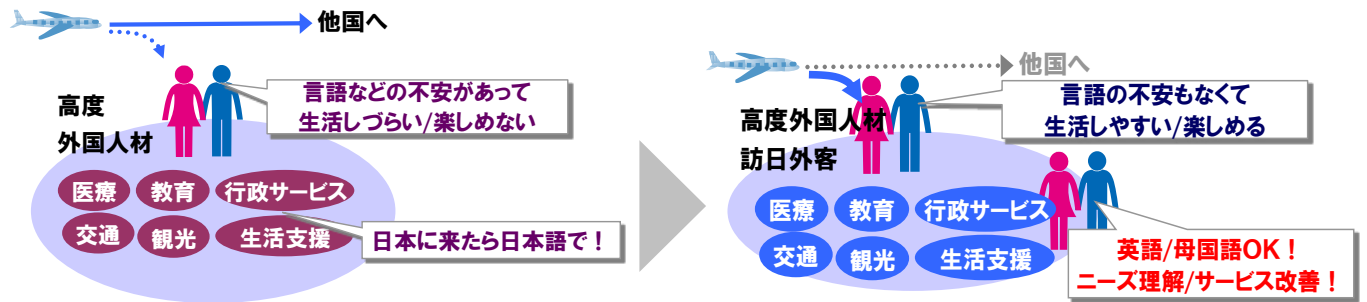 他国へ
高度
外国人材
言語などの不安があって
生活しづらい/楽しめない
医療
教育
行政サービス
交通
観光
生活支援
日本に来たら日本語で！
他国へ
高度外国人材
訪日外客
言語の不安もなくて
生活しやすい/楽しめる
医療
教育
行政サービス
交通
観光
生活支援
英語/母国語OK！
ニーズ理解/サービス改善！